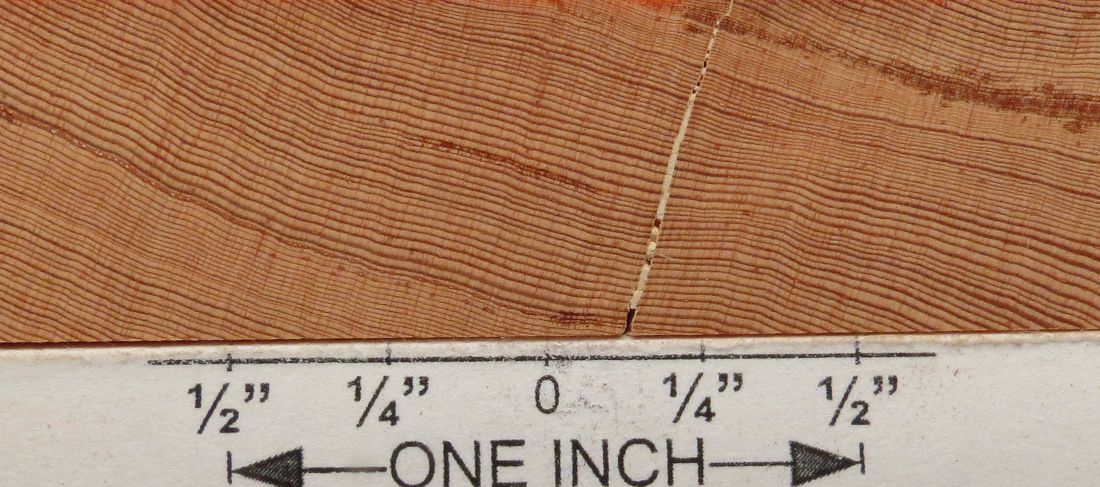 ½” ¼” 0 ¼” ½”
ONE INCH